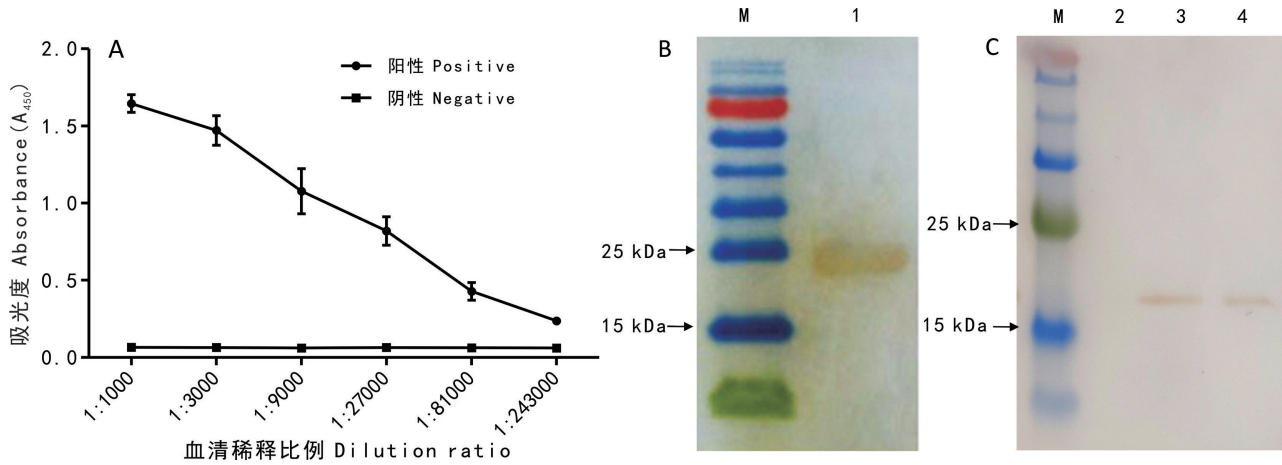 A
阳性 Positive
阴性 Negative
吸光度 Absorbance(A450)
2.0
1.5
1.0
0.5
0.0
1:1000
1:3000
1:9000
1:27000
1:81000
1:243000
血清稀释比例 Dilution ratio
B
M 1
25 kDa
15 kDa
C
M 2 3 4
25 kDa
15 kDa